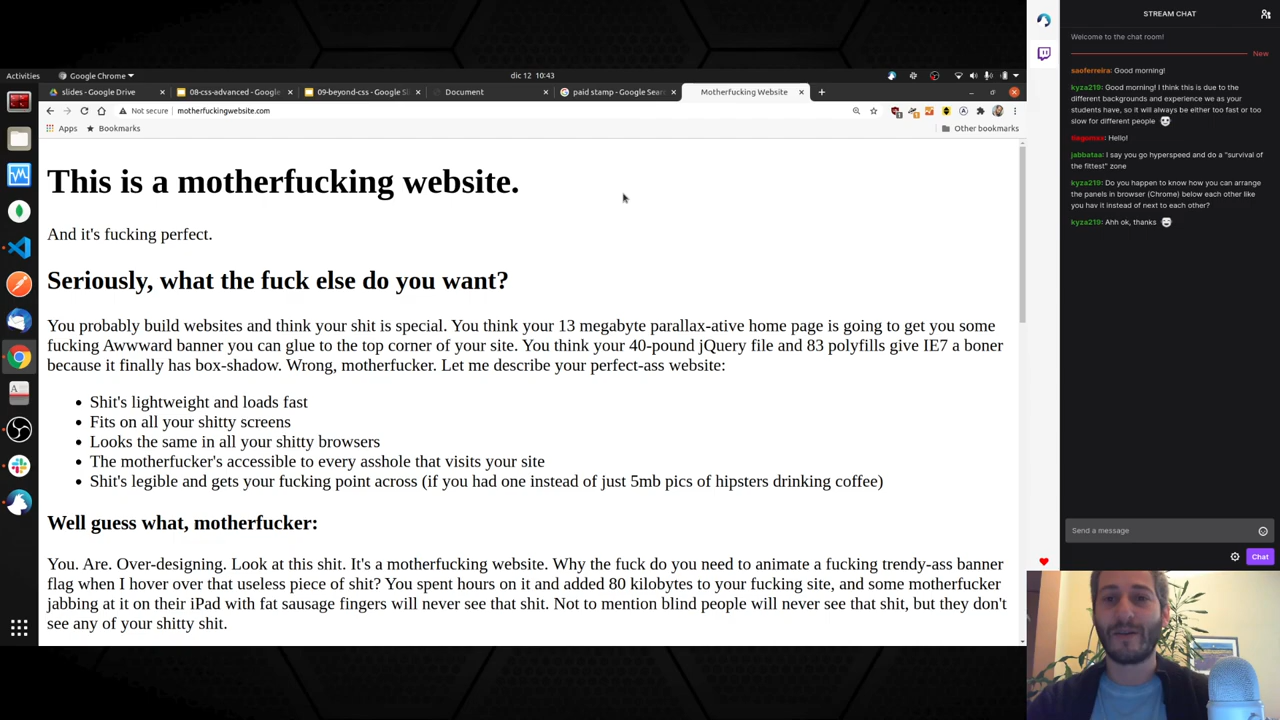 Activities
Google Chrome
dic 12 10:43
slides - Google Drive
08-css-advanced - Google
09-beyond-css - Google Sl
Document
paid stamp - Google Sear
Motherfucking Website
Not secure
motherfuckingwebsite.com
Apps
Bookmarks
Other bookmarks
This is a motherfucking website.
And it's fucking perfect.
Seriously, what the fuck else do you want?
You probably build websites and think your shit is special. You think your 13 megabyte parallax-ative home page is going to get you some
fucking Awwward banner you can glue to the top corner of your site. You think your 40-pound jQuery file and 83 polyfills give IE7 a boner
because it finally has box-shadow. Wrong, motherfucker. Let me describe your perfect-ass website:
Shit's lightweight and loads fast
Fits on all your shitty screens
Looks the same in all your shitty browsers
The motherfucker's accessible to every asshole that visits your site
Shit's legible and gets your fucking point across (if you had one instead of just 5mb pics of hipsters drinking coffee)
Well guess what, motherfucker:
You. Are. Over-designing. Look at this shit. It's a motherfucking website. Why the fuck do you need to animate a fucking trendy-ass banner
flag when I hover over that useless piece of shit? You spent hours on it and added 80 kilobytes to your fucking site, and some motherfucker
jabbing at it on their iPad with fat sausage fingers will never see that shit. Not to mention blind people will never see that shit, but they don't
see any of your shitty shit.
STREAM CHAT
Welcome to the chat room!
New
saoferreira: Good morning!
kyza219: Good morning! I think this is due to the
different backgrounds and experience we as your
students have, so it will always be either too fast or too
slow for different people
Hello!
jabbataa: I say you go hyperspeed and do a "survival of
the fittest" zone
kyza219: Do you happen to know how you can arrange
the panels in browser (Chrome) below each other like
you hav it instead of next to each other?
kyza219: Ahh ok, thanks
Send a message
Chat